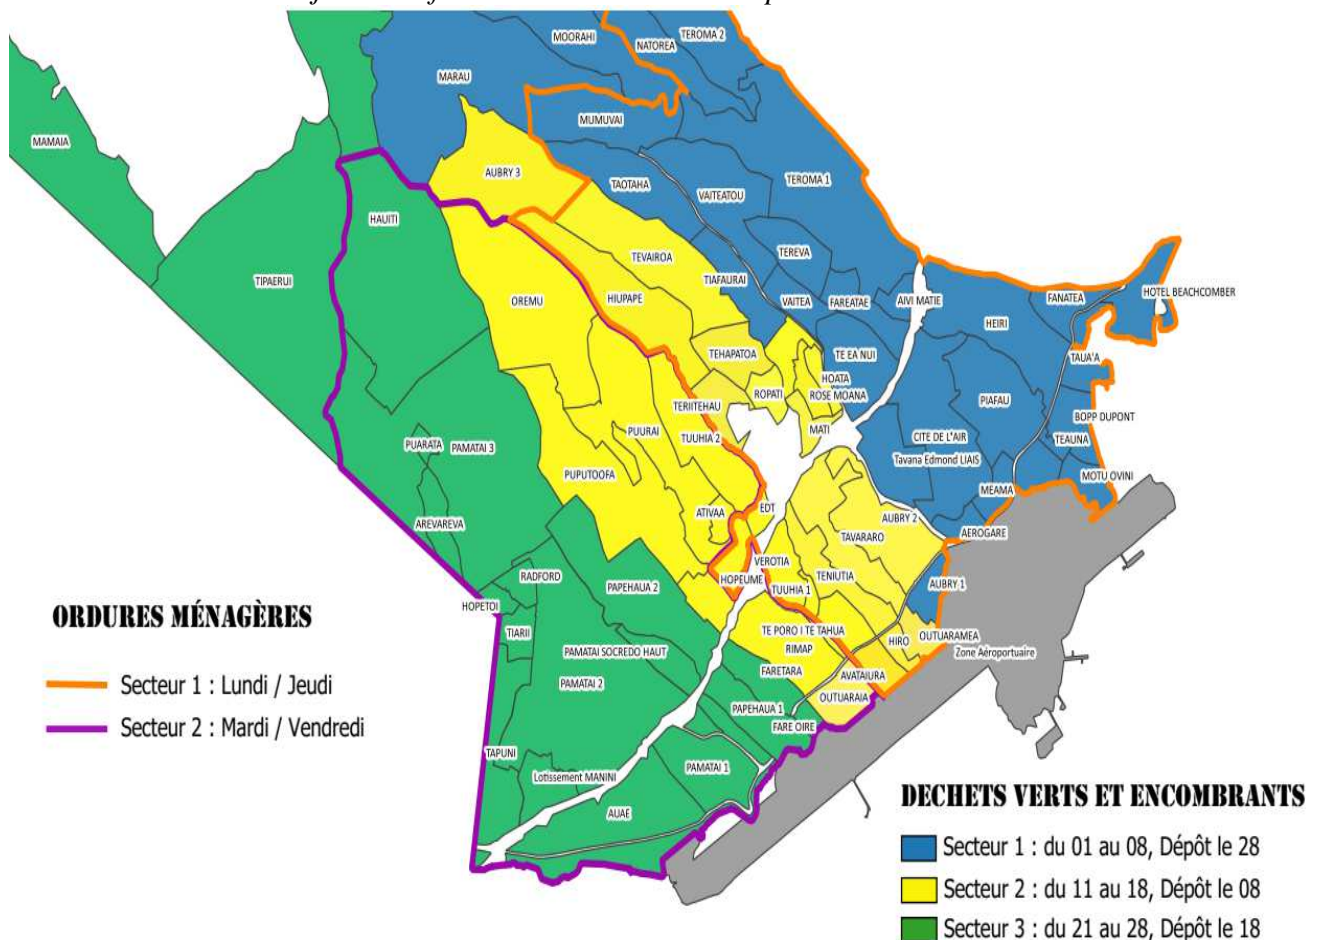 MOORAHI
NATOREA
TEROMA 2
MARAU
MUMUVAI
MAMAIA
AUBRY 3
TAOTAHA
VAITEATOU
TEROMA 1
HAUITI
TEVAIROA
TEREVA
TIPAERUI
OREMU
HIUPAPE
TIAFAURAI
VAITEA
FAREATAE
AIVI MATIE
FANATEA
HOTEL BEACHCOMBER
HEIRI
TEHAPATOA
TE EA NUI
TAUA'A
HOATA
ROPATI
ROSE MOANA
PIAFAU
TERIITEHAU
BOPP DUPONT
PUURAI
TUUHIA 2
MATI
CITE DE L'AIR
TEAUNA
PUARATA
PAMATAI 3
Tavana Edmond LIAIS
PUPUTOOFA
MEAMA
MOTU OVINI
ATIVAA
EDT
AREVAREVA
AUBRY 2
TAVARARO
AEROGARE
VEROTIA
RADFORD
PAPEHAUA 2
HOPEUME
TENIUTIA
AUBRY 1
TUUHIA 1
HOPETOI
ORDURES MÉNAGÈRES
TIARII
TE PORO I TE TAHUA
OUTUARAMEA
HIRO
PAMATAI SOCREDO HAUT
RIMAP
Zone Aéroportuaire
FARETARA
AVATAIURA
Secteur 1 : Lundi / Jeudi
PAMATAI 2
OUTUARAIA
PAPEHAUA 1
Secteur 2 : Mardi / Vendredi
FARE OIRE
TAPUNI
PAMATAI 1
Lotissement MANINI
AUAE
DECHETS VERTS ET ENCOMBRANTS
Secteur 1 : du 01 au 08, Dépôt le 28
Secteur 2 : du 11 au 18, Dépôt le 08
Secteur 3 : du 21 au 28, Dépôt le 18